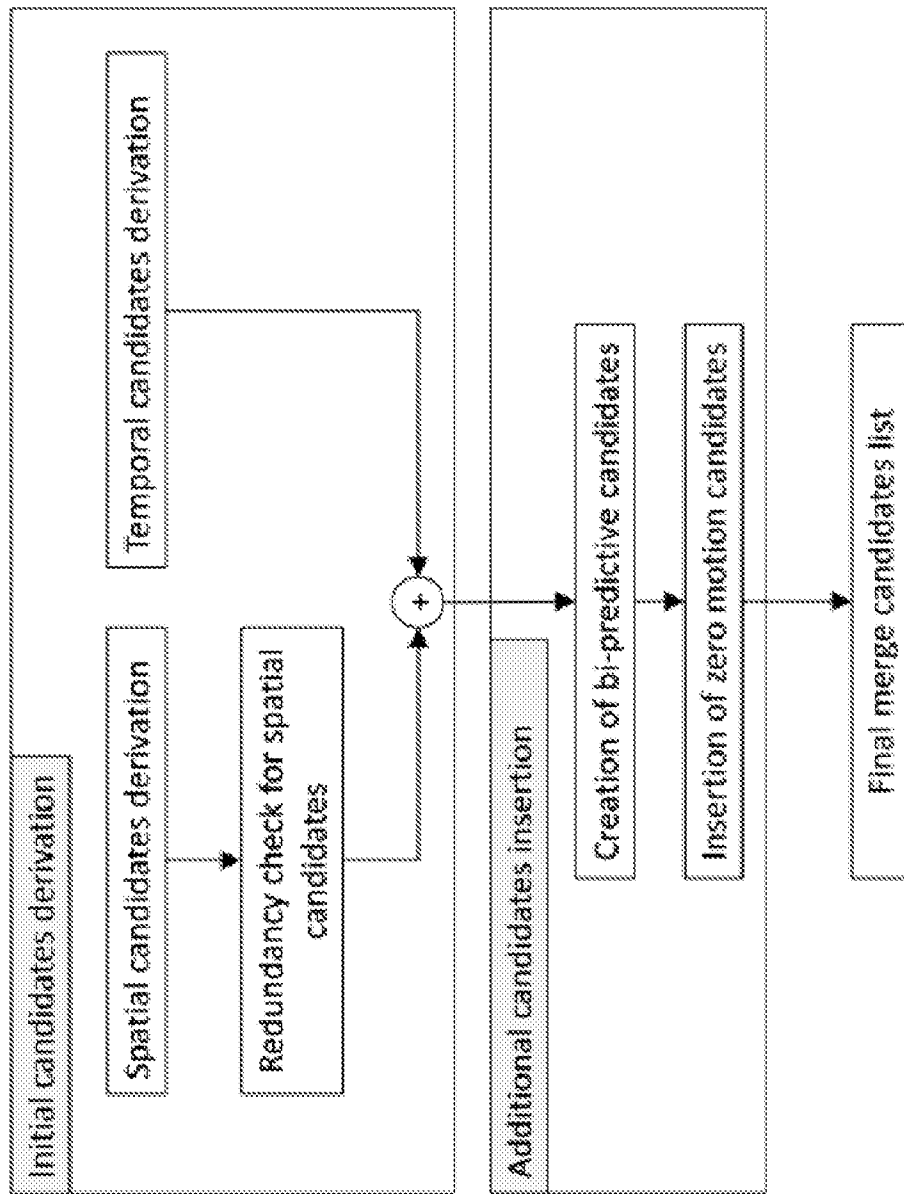 Initial candidates derivation
Spatial candidates derivation
Temporal candidates derivation
Redundancy check for spatial
candidates
+
Additional candidates insertion
Creation of bi-predictive candidates
Insertion of zero motion candidates
Final merge candidates list